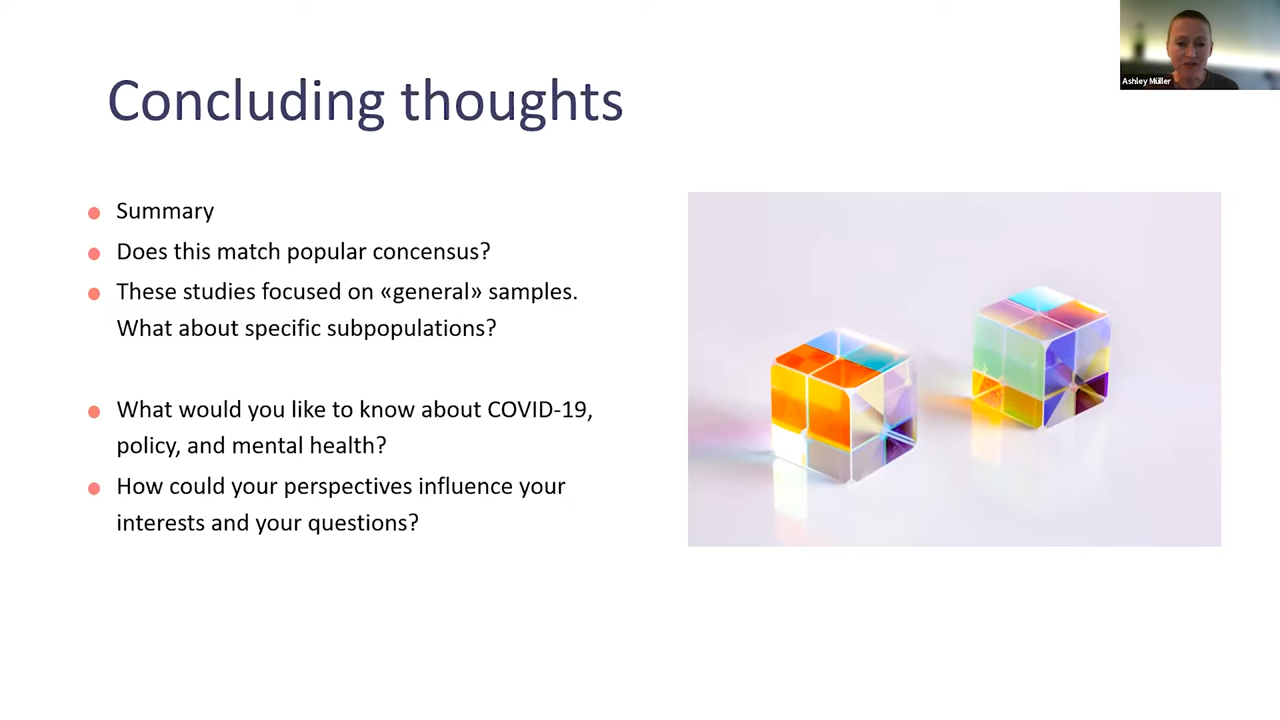 Concluding thoughts
Ashley Müller
Summary
Does this match popular concensus?
These studies focused on «general» samples.
What about specific subpopulations?
What would you like to know about COVID-19,
policy, and mental health?
How could your perspectives influence your
interests and your questions?